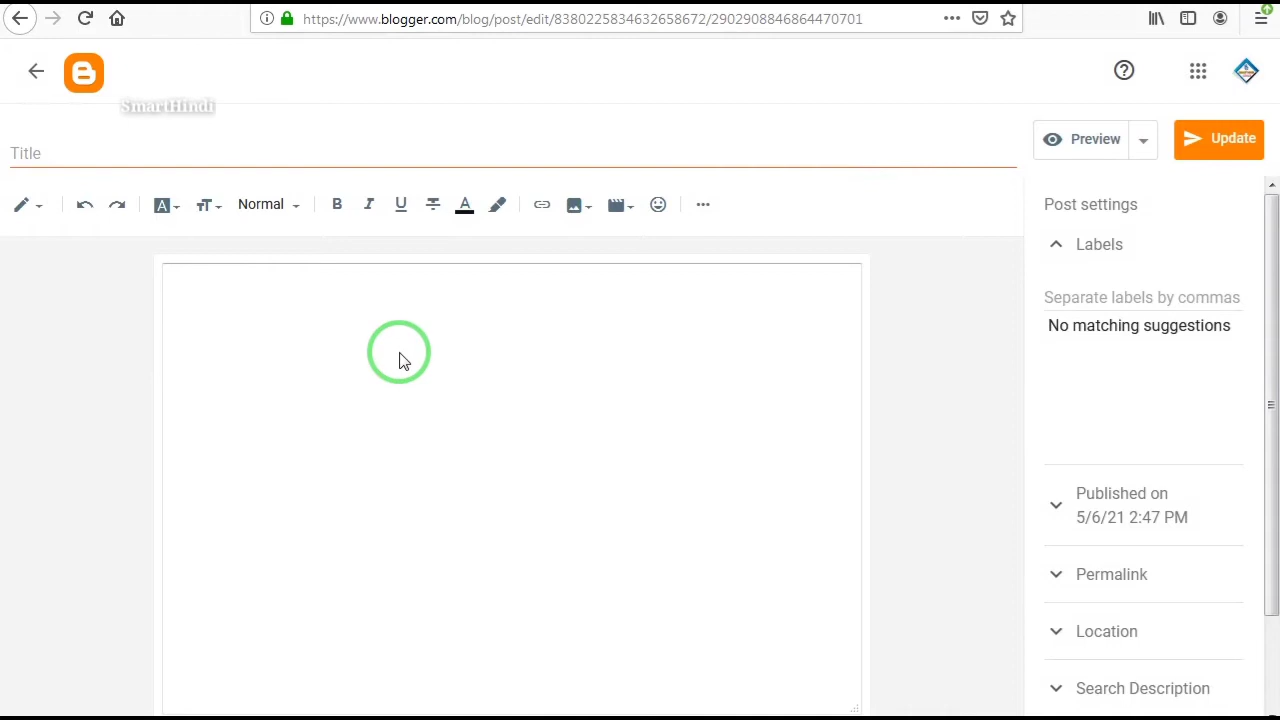 https://www.blogger.com/blog/post/edit/8380225834632658672/2902908846864470701
SmartHindi
Title
Preview
Update
Normal
B I U A
Post settings
Labels
Separate labels by commas
No matching suggestions
Published on
5/6/21 2:47 PM
Permalink
Location
Search Description